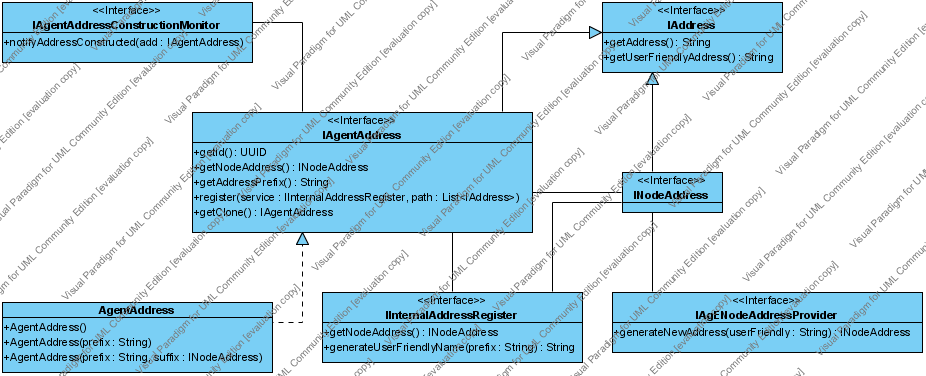 <<Interface>>
IAgentAddressConstructionMonitor
+notifyAddressConstructed(add : IAgentAddress)
<<Interface>>
IAddress
+getAddress() : String
+getUserFriendlyAddress() : String
<<Interface>>
IAgentAddress
+getId() : UUID
+getNodeAddress() : INodeAddress
+getAddressPrefix() : String
+register(service : IInternalAddressRegister, path : List<IAddress>)
+getClone() : IAgentAddress
<<Interface>>
INodeAddress
AgentAddress
+AgentAddress()
+AgentAddress(prefix : String)
+AgentAddress(prefix : String, suffix : INodeAddress)
<<Interface>>
IInternalAddressRegister
+getNodeAddress() : INodeAddress
+generateUserFriendlyName(prefix : String) : String
<<Interface>>
IAgENodeAddressProvider
+generateNewAddress(userFriendly : String) : INodeAddress
Visual Paradigm for UML Community Edition [evaluation copy]